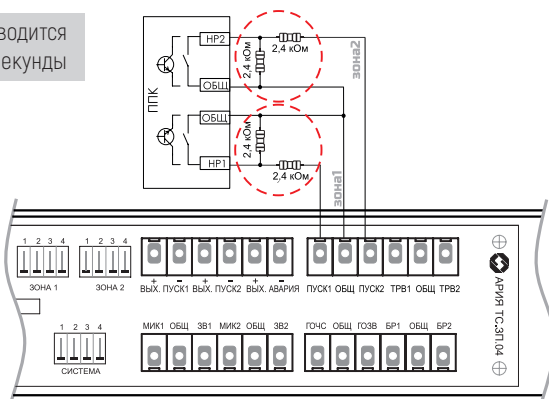 водится
екунды
ППК
НР2
ОБЩ
ОБЩ
НР1
2,4 кОм
2,4 кОм
2,4 кОм
2,4 кОм
зона2
зона1
1 2 3 4
ЗОНА 1
1 2 3 4
ЗОНА 2
+ − + − + −
ВЫХ. ПУСК1 ВЫХ. ПУСК2 ВЫХ. АВАРИЯ
ПУСК1 ОБЩ ПУСК2 ТРВ1 ОБЩ ТРВ2
1 2 3 4
СИСТЕМА
МИК1 ОБЩ ЗВ1 МИК2 ОБЩ ЗВ2
ГОЧС ОБЩ ГОЗВ БР1 ОБЩ БР2
АРИЯ ТС.ЗП.04